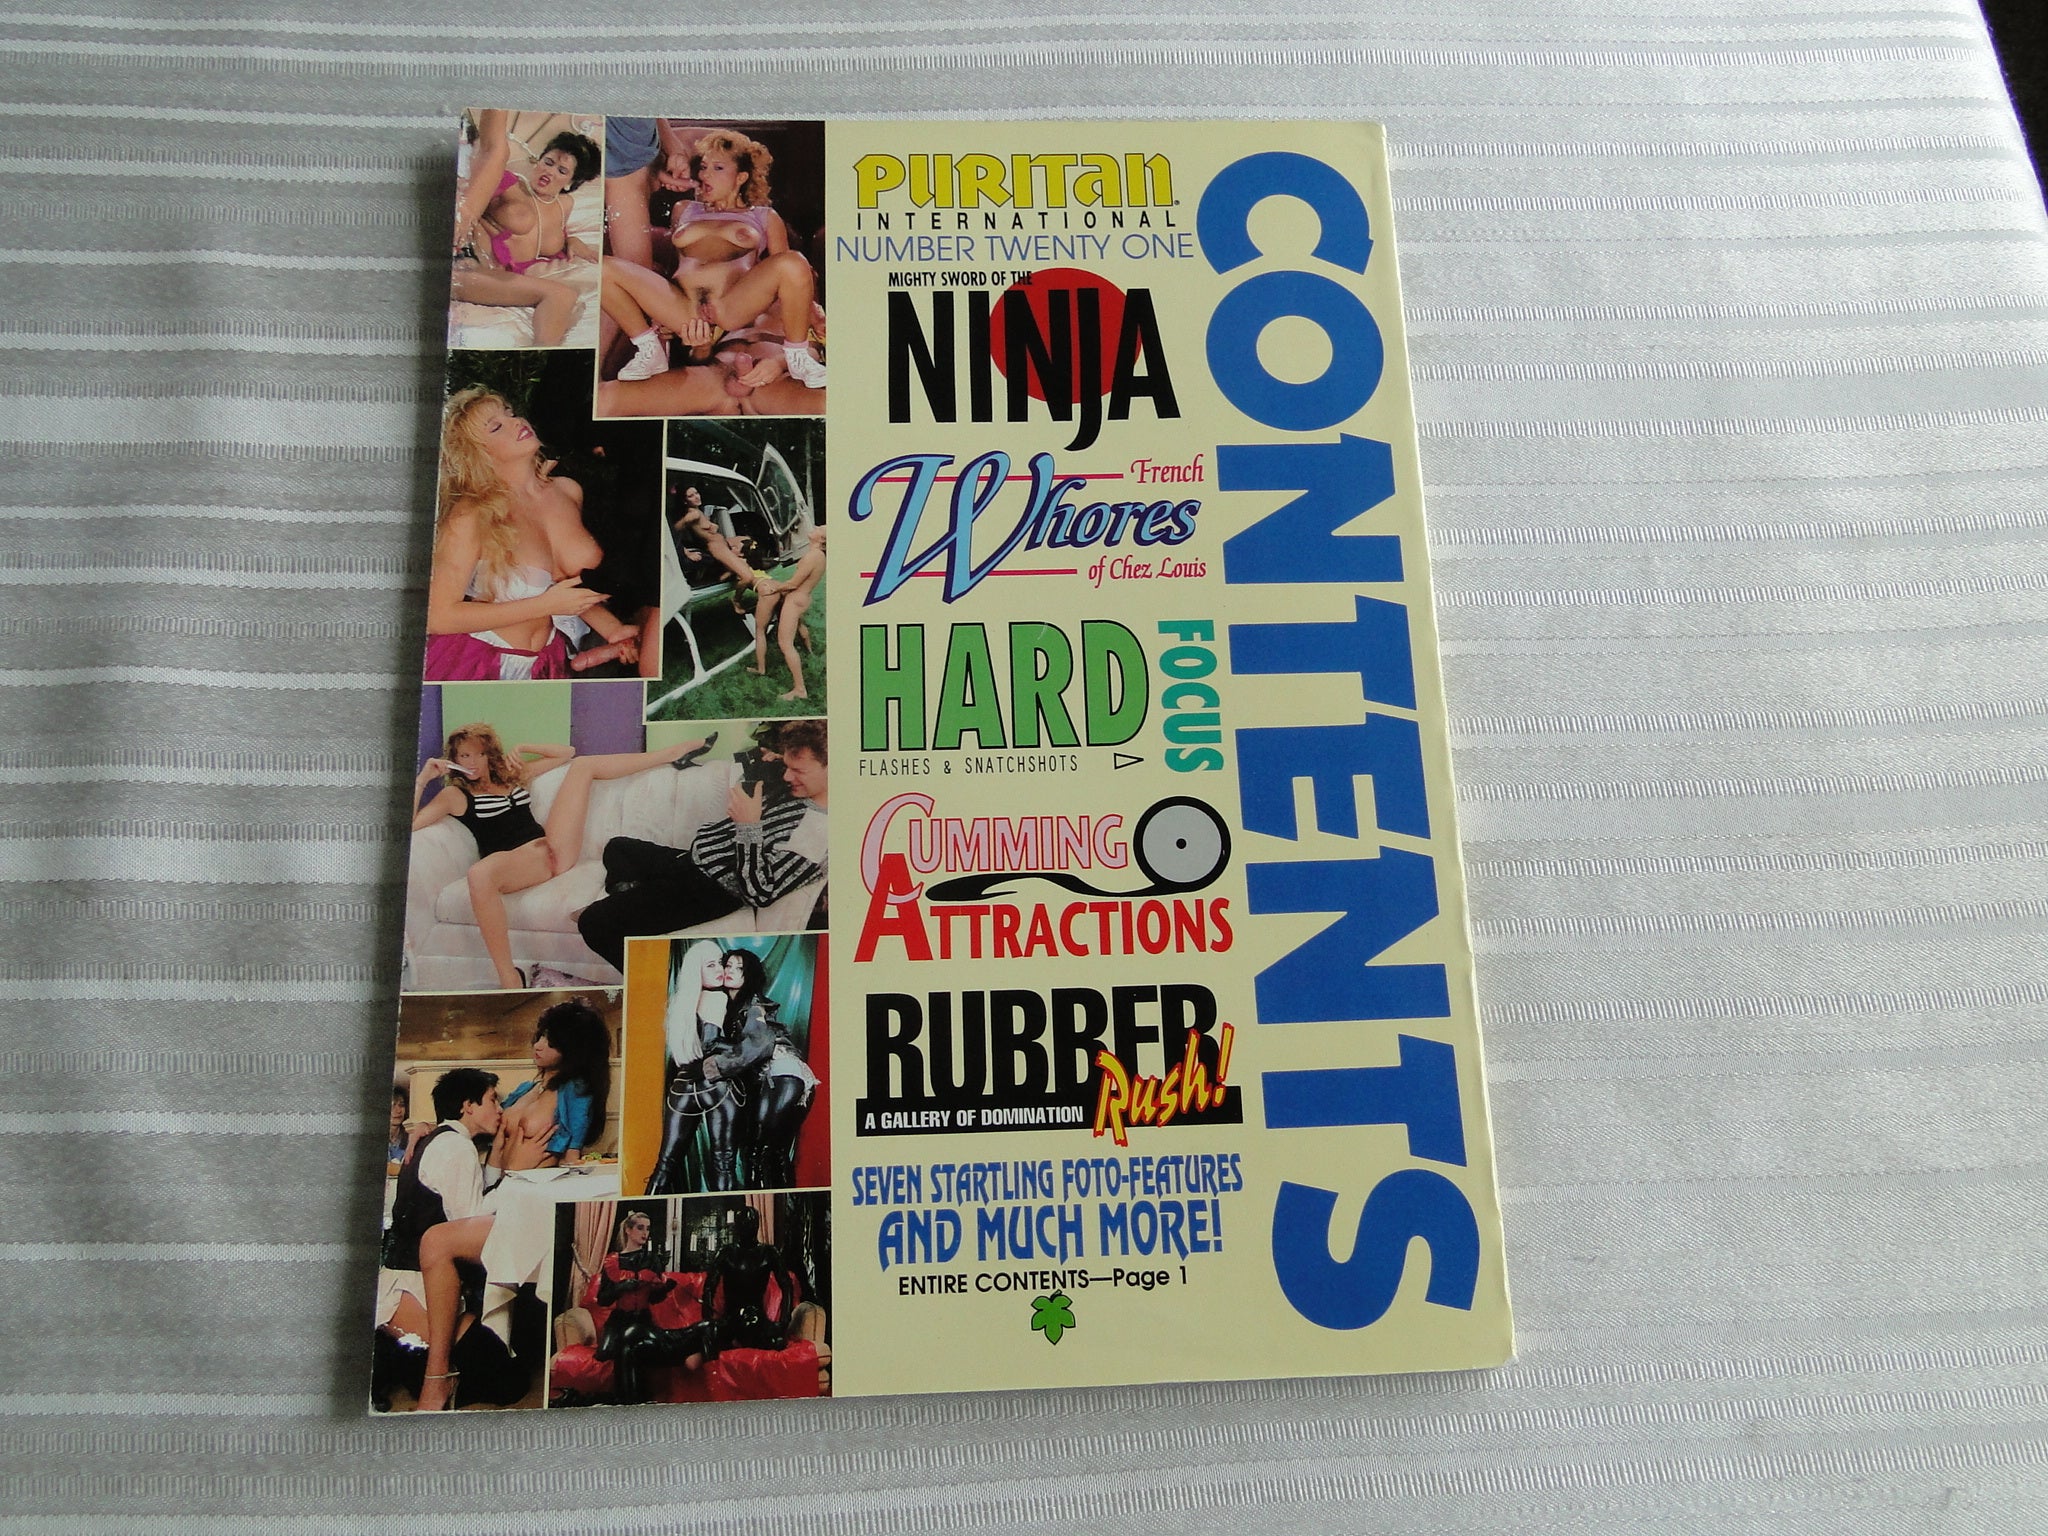 PURITAN®
INTERNATIONAL
NUMBER TWENTY ONE
MIGHTY SWORD OF THE
NINJA
French
Whores
of Chez Louis
HARD
FOCUS
FLASHES & SNATCHSHOTS
CUMMING
ATTRACTIONS
RUBBER
Rush!
A GALLERY OF DOMINATION
SEVEN STARTLING FOTO-FEATURES
AND MUCH MORE!
ENTIRE CONTENTS—Page 1
CONTENTS